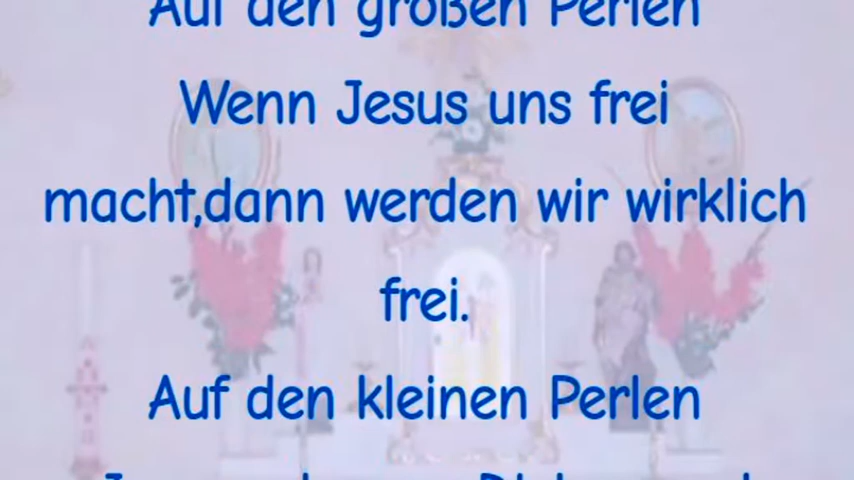 Auf den großen Perlen
Wenn Jesus uns frei
macht,dann werden wir wirklich
frei.
Auf den kleinen Perlen